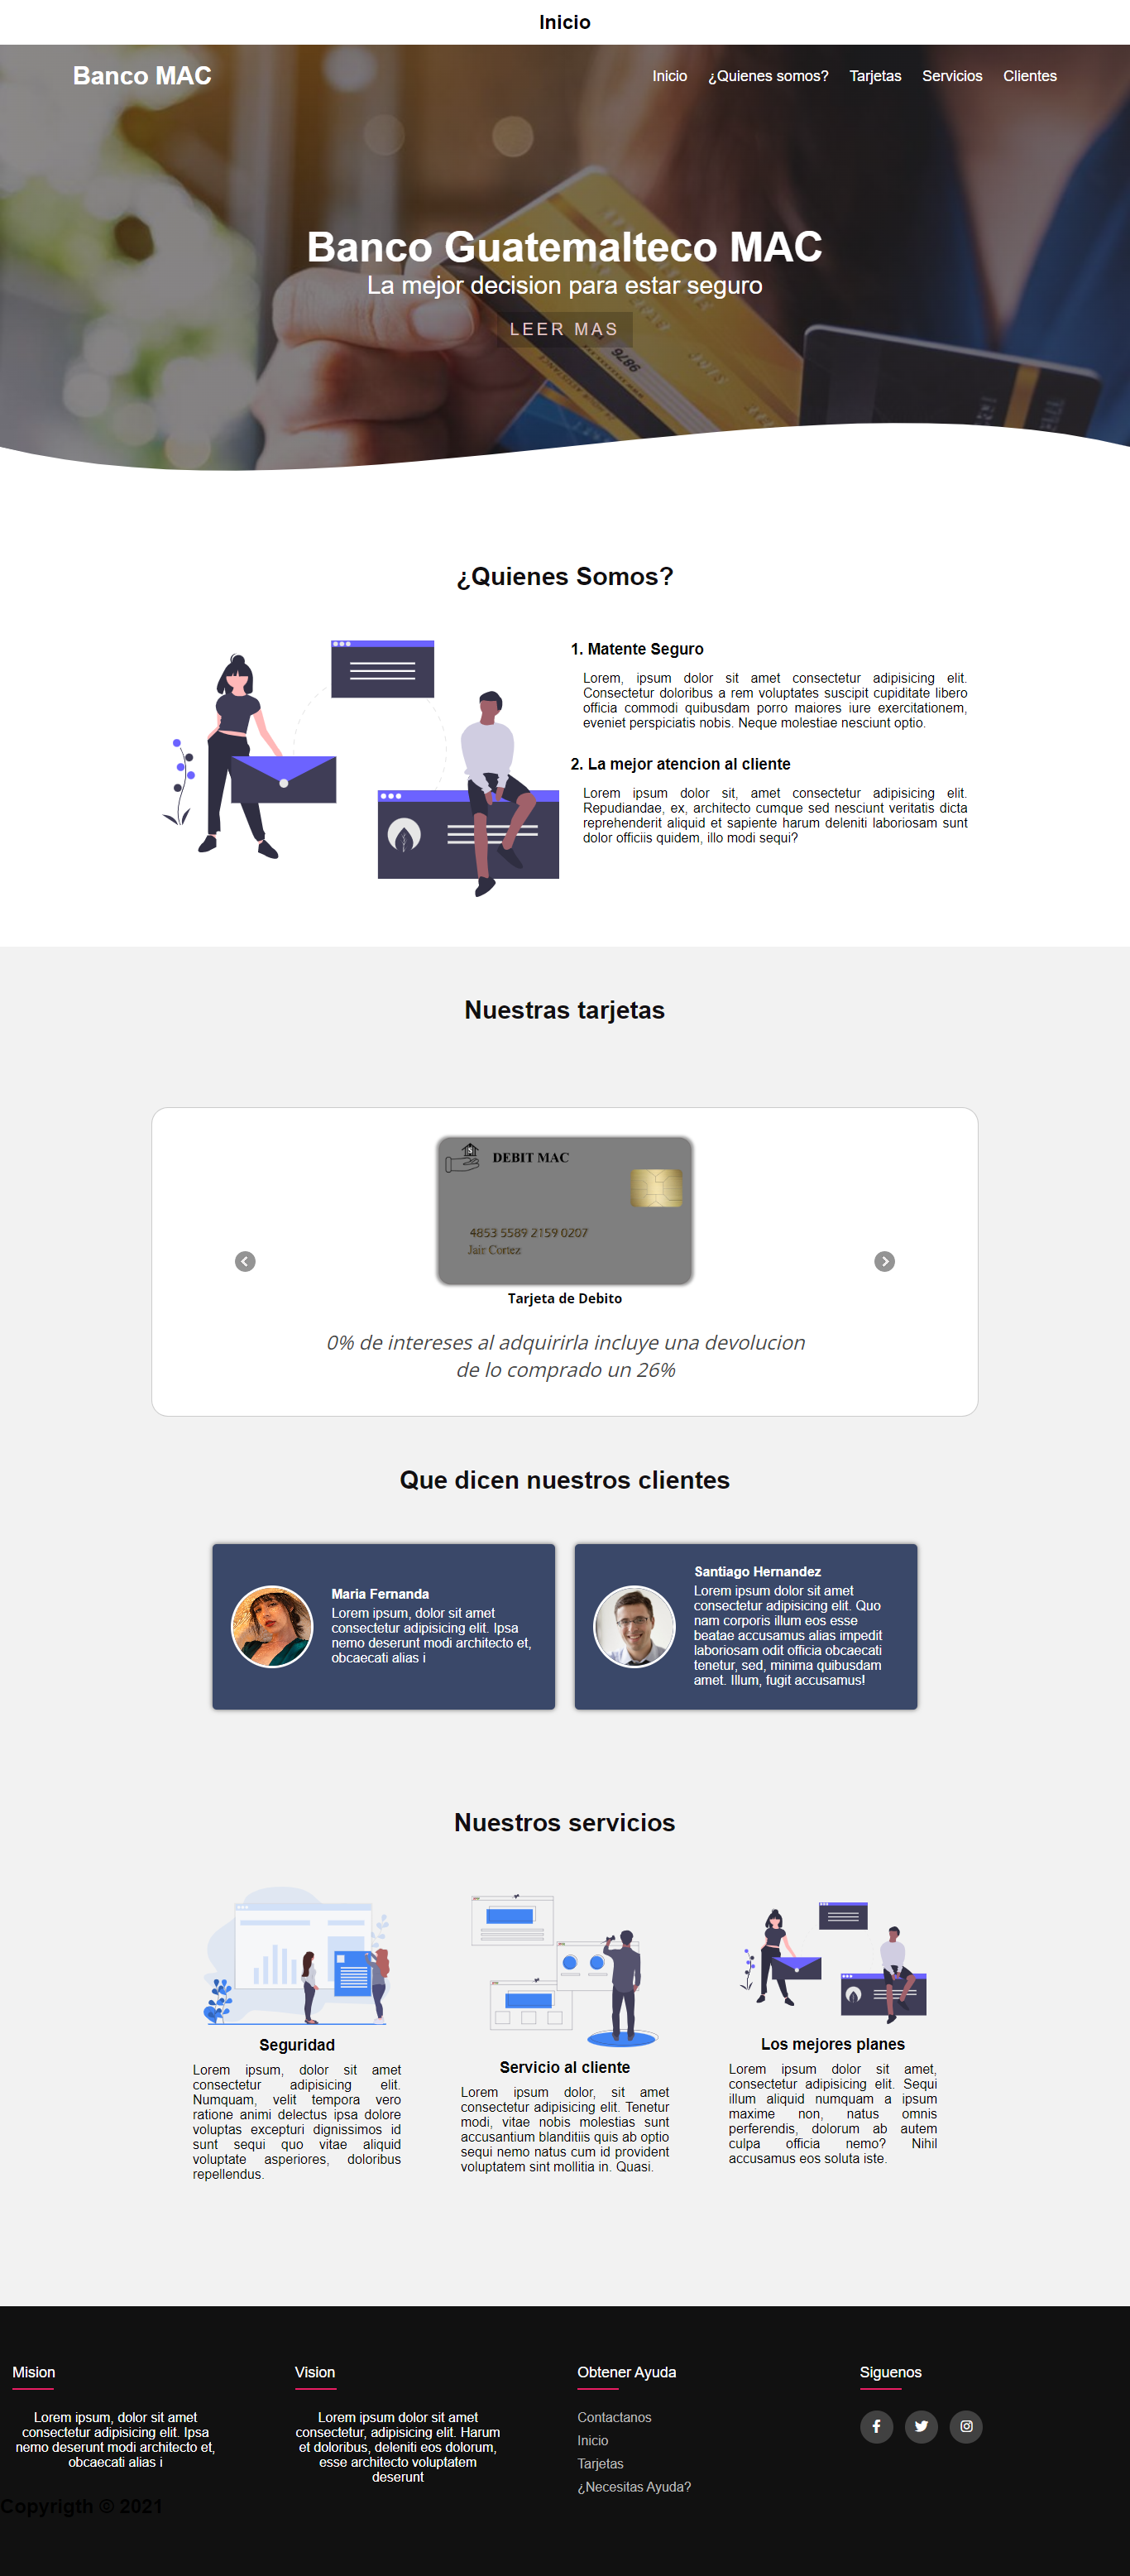 Inicio
Banco MAC
Inicio ¿Quienes somos? Tarjetas Servicios Clientes
Banco Guatemalteco MAC
La mejor decision para estar seguro
LEER MAS
9876
¿Quienes Somos?
1. Matente Seguro
Lorem, ipsum dolor sit amet consectetur adipisicing elit.
Consectetur doloribus a rem voluptates suscipit cupiditate libero
officia commodi quibusdam porro maiores iure exercitationem,
eveniet perspiciatis nobis. Neque molestiae nesciunt optio.
2. La mejor atencion al cliente
Lorem ipsum dolor sit, amet consectetur adipisicing elit.
Repudiandae, ex, architecto cumque sed nesciunt veritatis dicta
reprehenderit aliquid et sapiente harum deleniti laboriosam sunt
dolor officiis quidem, illo modi sequi?
Nuestras tarjetas
DEBIT MAC
4853 5589 2159 0207
Jair Cortez
Tarjeta de Debito
0% de intereses al adquirirla incluye una devolucion
de lo comprado un 26%
Que dicen nuestros clientes
Maria Fernanda
Lorem ipsum, dolor sit amet
consectetur adipisicing elit. Ipsa
nemo deserunt modi architecto et,
obcaecati alias i
Santiago Hernandez
Lorem ipsum dolor sit amet
consectetur adipisicing elit. Quo
nam corporis illum eos esse
beatae accusamus alias impedit
laboriosam odit officia obcaecati
tenetur, sed, minima quibusdam
amet. Illum, fugit accusamus!
Nuestros servicios
Seguridad
Lorem ipsum, dolor sit amet
consectetur adipisicing elit.
Numquam, velit tempora vero
ratione animi delectus ipsa dolore
voluptas excepturi dignissimos id
sunt sequi quo vitae aliquid
voluptate asperiores, doloribus
repellendus.
Servicio al cliente
Lorem ipsum dolor, sit amet
consectetur adipisicing elit. Tenetur
modi, vitae nobis molestias sunt
accusantium blanditiis quis ab optio
sequi nemo natus cum id provident
voluptatem sint mollitia in. Quasi.
Los mejores planes
Lorem ipsum dolor sit amet,
consectetur adipisicing elit. Sequi
illum aliquid numquam a ipsum
maxime non, natus omnis
perferendis, dolorum ab autem
culpa officia nemo? Nihil
accusamus eos soluta iste.
Mision
Lorem ipsum, dolor sit amet
consectetur adipisicing elit. Ipsa
nemo deserunt modi architecto et,
obcaecati alias i
Vision
Lorem ipsum dolor sit amet
consectetur, adipisicing elit. Harum
et doloribus, deleniti eos dolorum,
esse architecto voluptatem
deserunt
Obtener Ayuda
Contactanos
Inicio
Tarjetas
¿Necesitas Ayuda?
Siguenos
Copyrigth © 2021